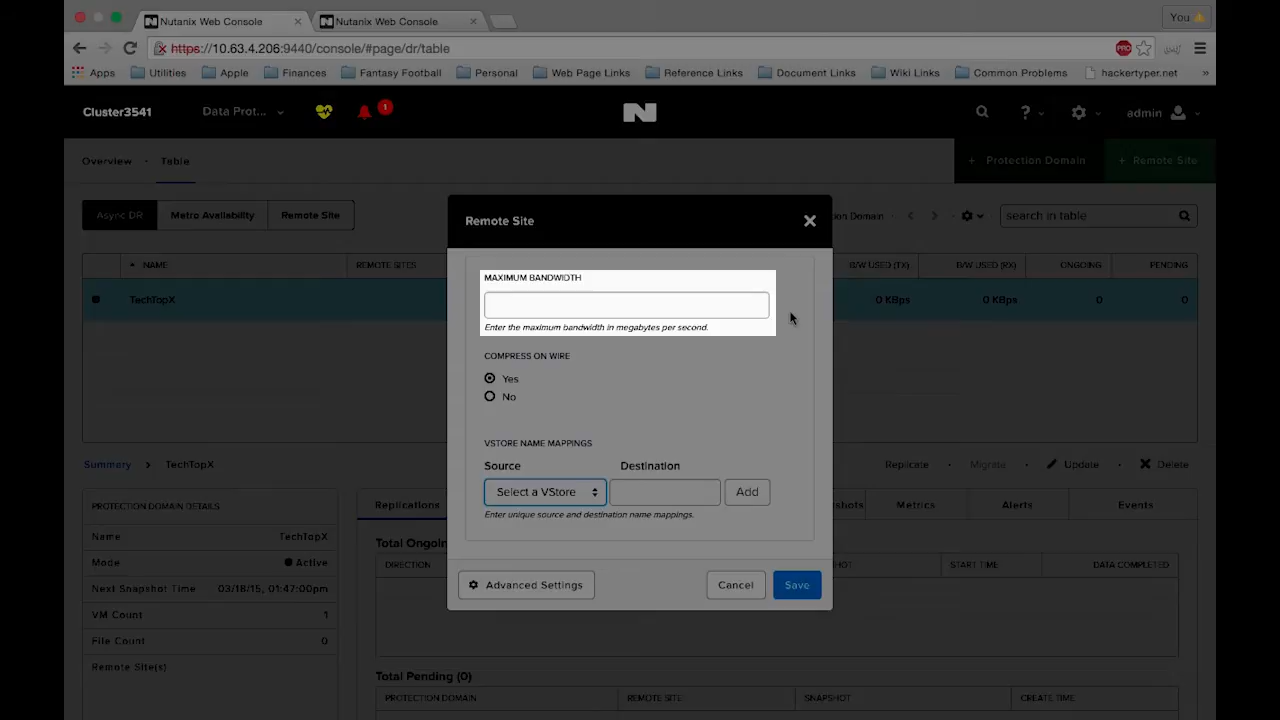 Nutanix Web Console
Nutanix Web Console
You
https://10.63.4.206:9440/console/#page/dr/table
PRO
Apps
Utilities
Apple
Finances
Fantasy Football
Personal
Web Page Links
Reference Links
Document Links
Wiki Links
Common Problems
hackertyper.net
»
Cluster3541
Data Prot...
1
N
?
admin
Overview
Table
+ Protection Domain
+ Remote Site
Async DR
Metro Availability
Remote Site
Remote Site
on Domain
search in table
NAME
REMOTE SITES
B/W USED (TX)
B/W USED (RX)
ONGOING
PENDING
TechTopX
0 KBps
0 KBps
0
0
MAXIMUM BANDWIDTH
Enter the maximum bandwidth in megabytes per second.
COMPRESS ON WIRE
Yes
No
VSTORE NAME MAPPINGS
Source
Destination
Select a VStore
Add
Enter unique source and destination name mappings.
Advanced Settings
Cancel
Save
Summary
TechTopX
Replicate
Migrate
Update
Delete
PROTECTION DOMAIN DETAILS
Name
TechTopX
Mode
Active
Next Snapshot Time
03/18/15, 01:47:00pm
VM Count
1
File Count
0
Remote Site(s)
Replications
shots
Metrics
Alerts
Events
Total Ongo
DIRECTION
HOT
START TIME
DATA COMPLETED
Total Pending (0)
PROTECTION DOMAIN
REMOTE SITE
SNAPSHOT
CREATE TIME